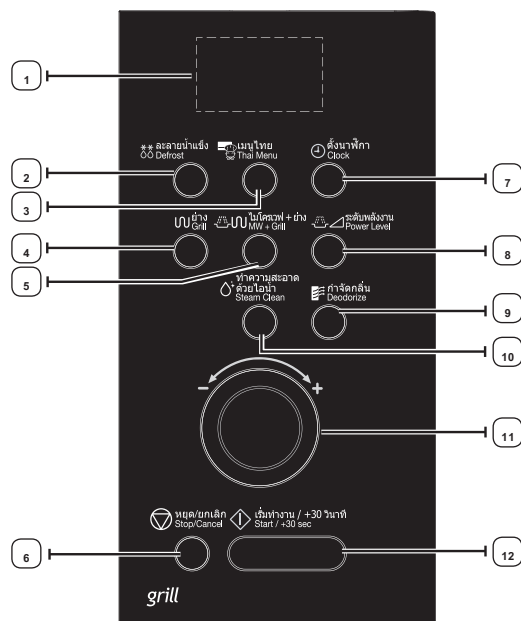 1
ละลายน้ำแข็ง
Defrost
เมนูไทย
Thai Menu
ตั้งนาฬิกา
Clock
2
3
7
ย่าง
Grill
ไมโครเวฟ + ย่าง
MW + Grill
ระดับพลังงาน
Power Level
4
5
8
ทำความสะอาด
ด้วยไอน้ำ
Steam Clean
กำจัดกลิ่น
Deodorize
9
10
- +
11
หยุด/ยกเลิก
Stop/Cancel
เริ่มทำงาน / +30 วินาที
Start / +30 sec
6
12
grill